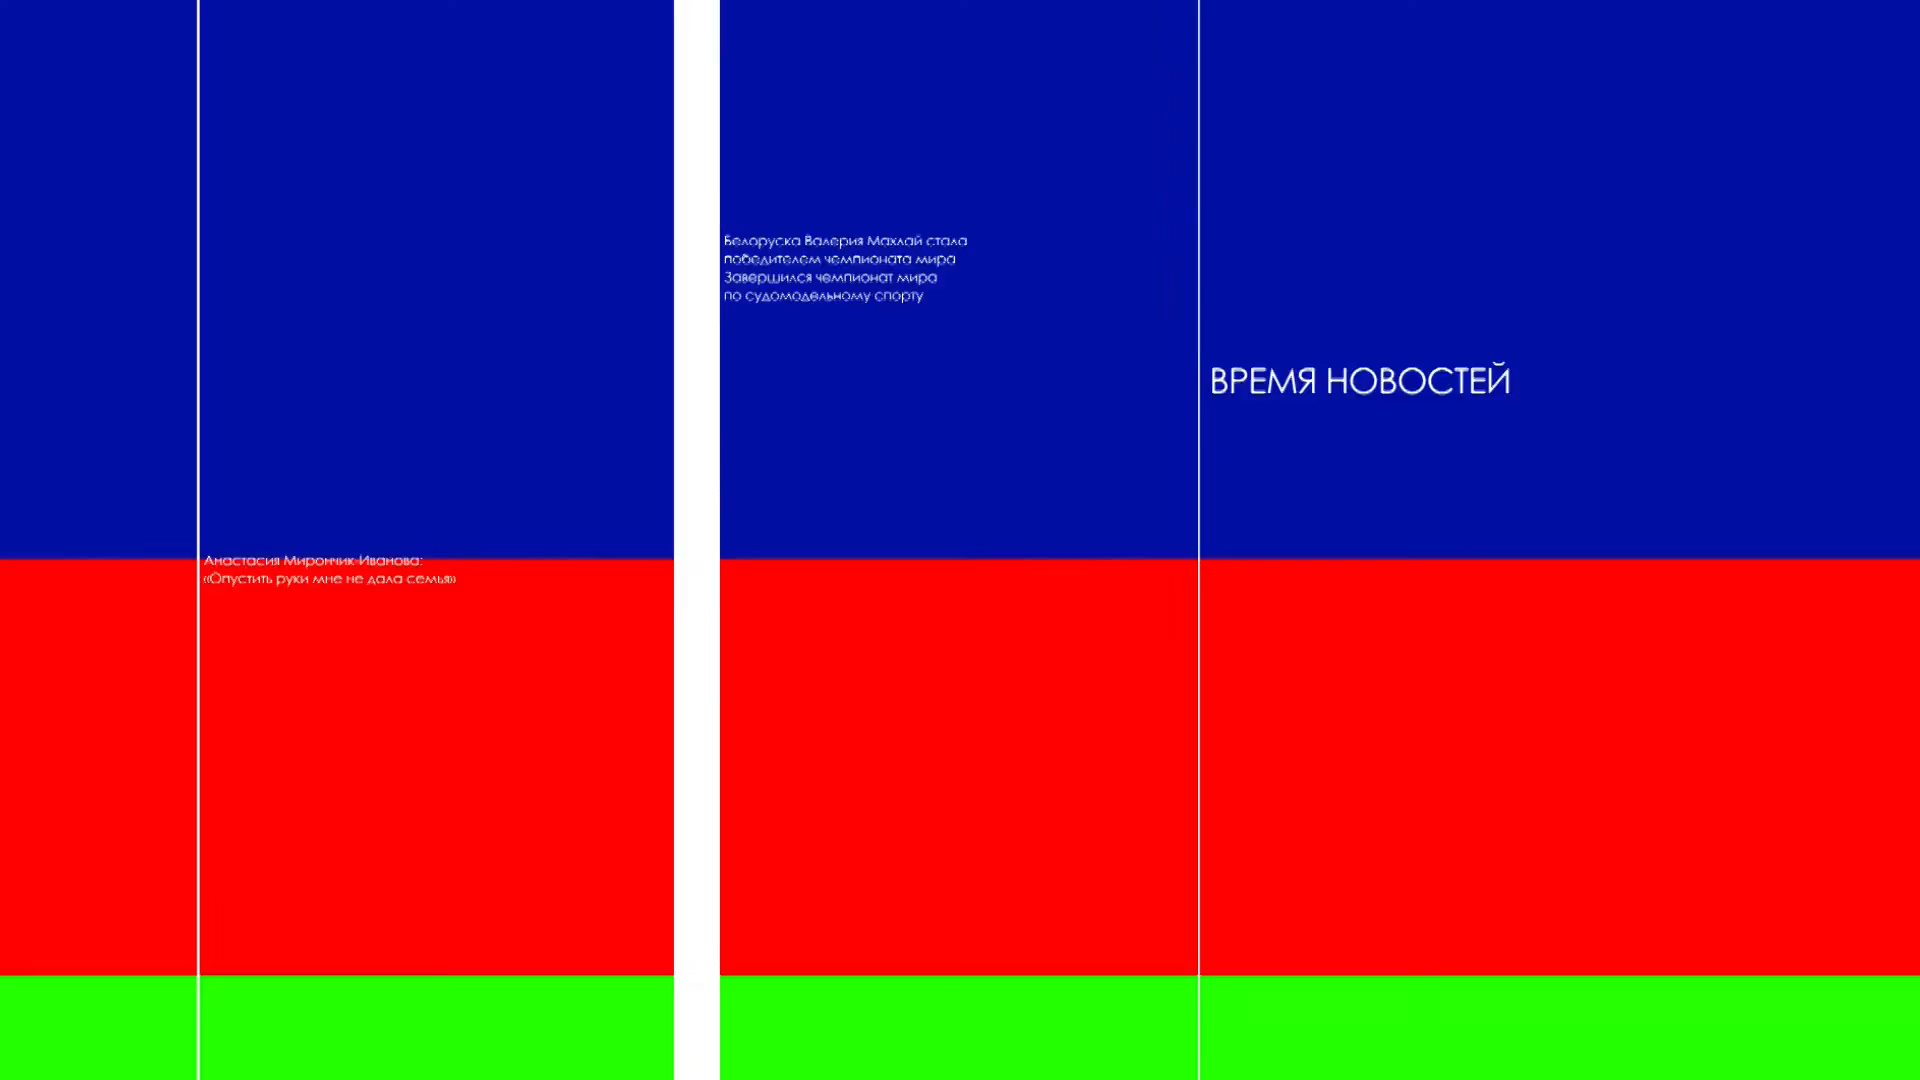 Белоруска Валерия Махлай стала
победителем чемпионата мира
Завершился чемпионат мира
по судомодельному спорту
ВРЕМЯ НОВОСТЕЙ
Анастасия Мирончик-Иванова:
«Опустить руки мне не дала семья»